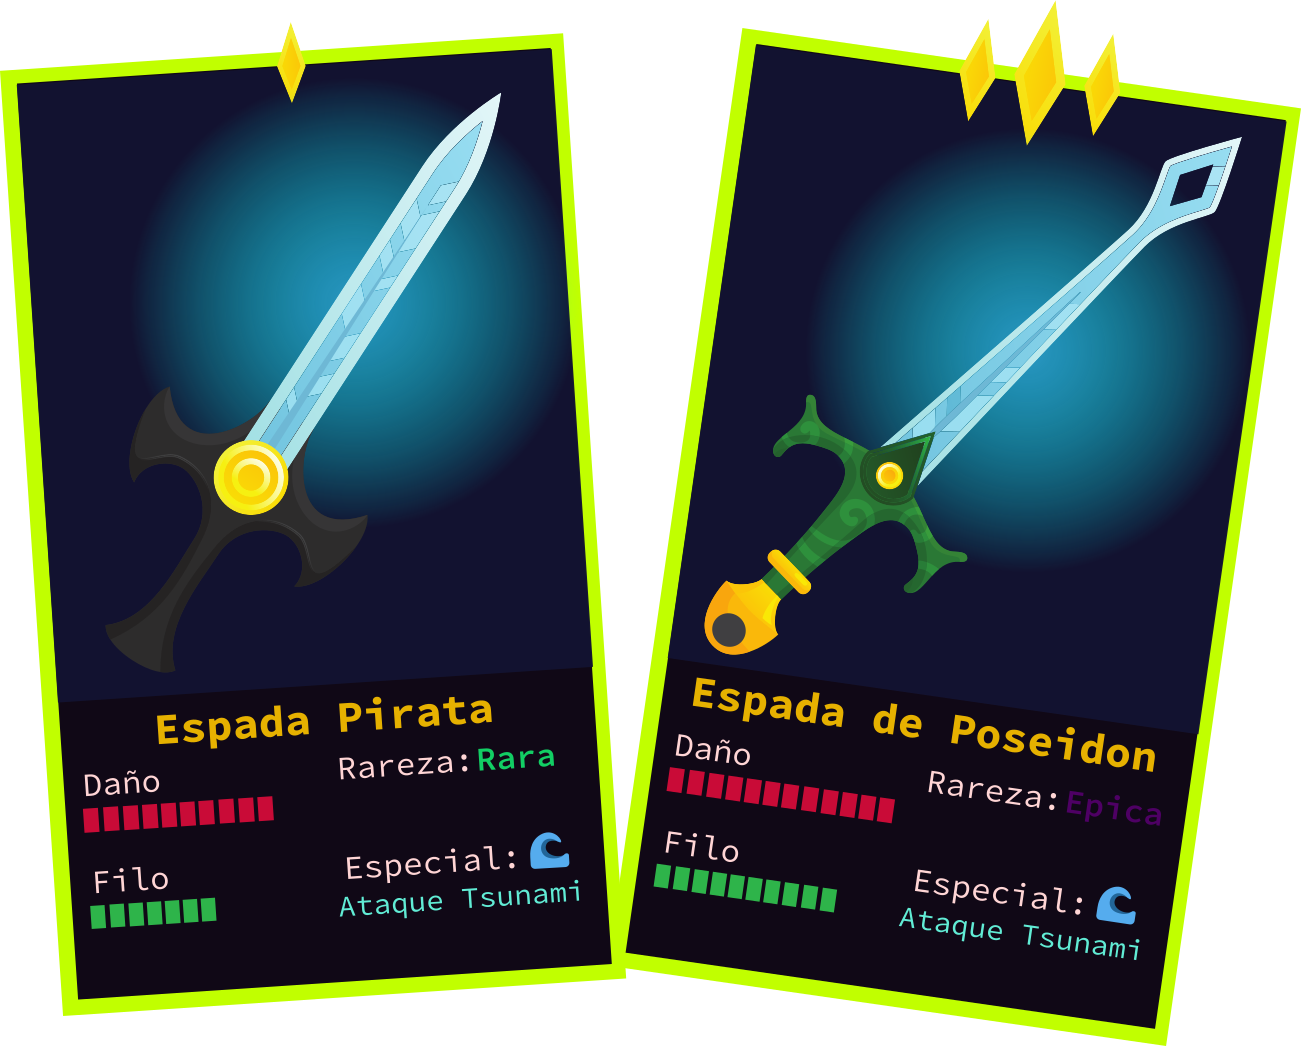 Espada Pirata
Daño
Rareza:Rara
Filo
Especial:
Ataque Tsunami
Espada de Poseidon
Daño
Rareza:Epica
Filo
Especial:
Ataque Tsunami